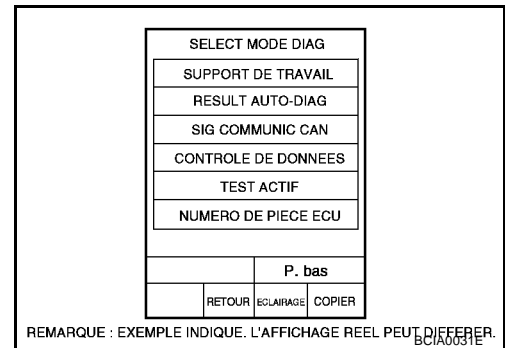 SELECT MODE DIAG
SUPPORT DE TRAVAIL
RESULT AUTO-DIAG
SIG COMMUNIC CAN
CONTROLE DE DONNEES
TEST ACTIF
NUMERO DE PIECE ECU
P. bas
RETOUR ECLAIRAGE COPIER
REMARQUE : EXEMPLE INDIQUE. L'AFFICHAGE REEL PEUT DIFFERER.
BCIA0031E